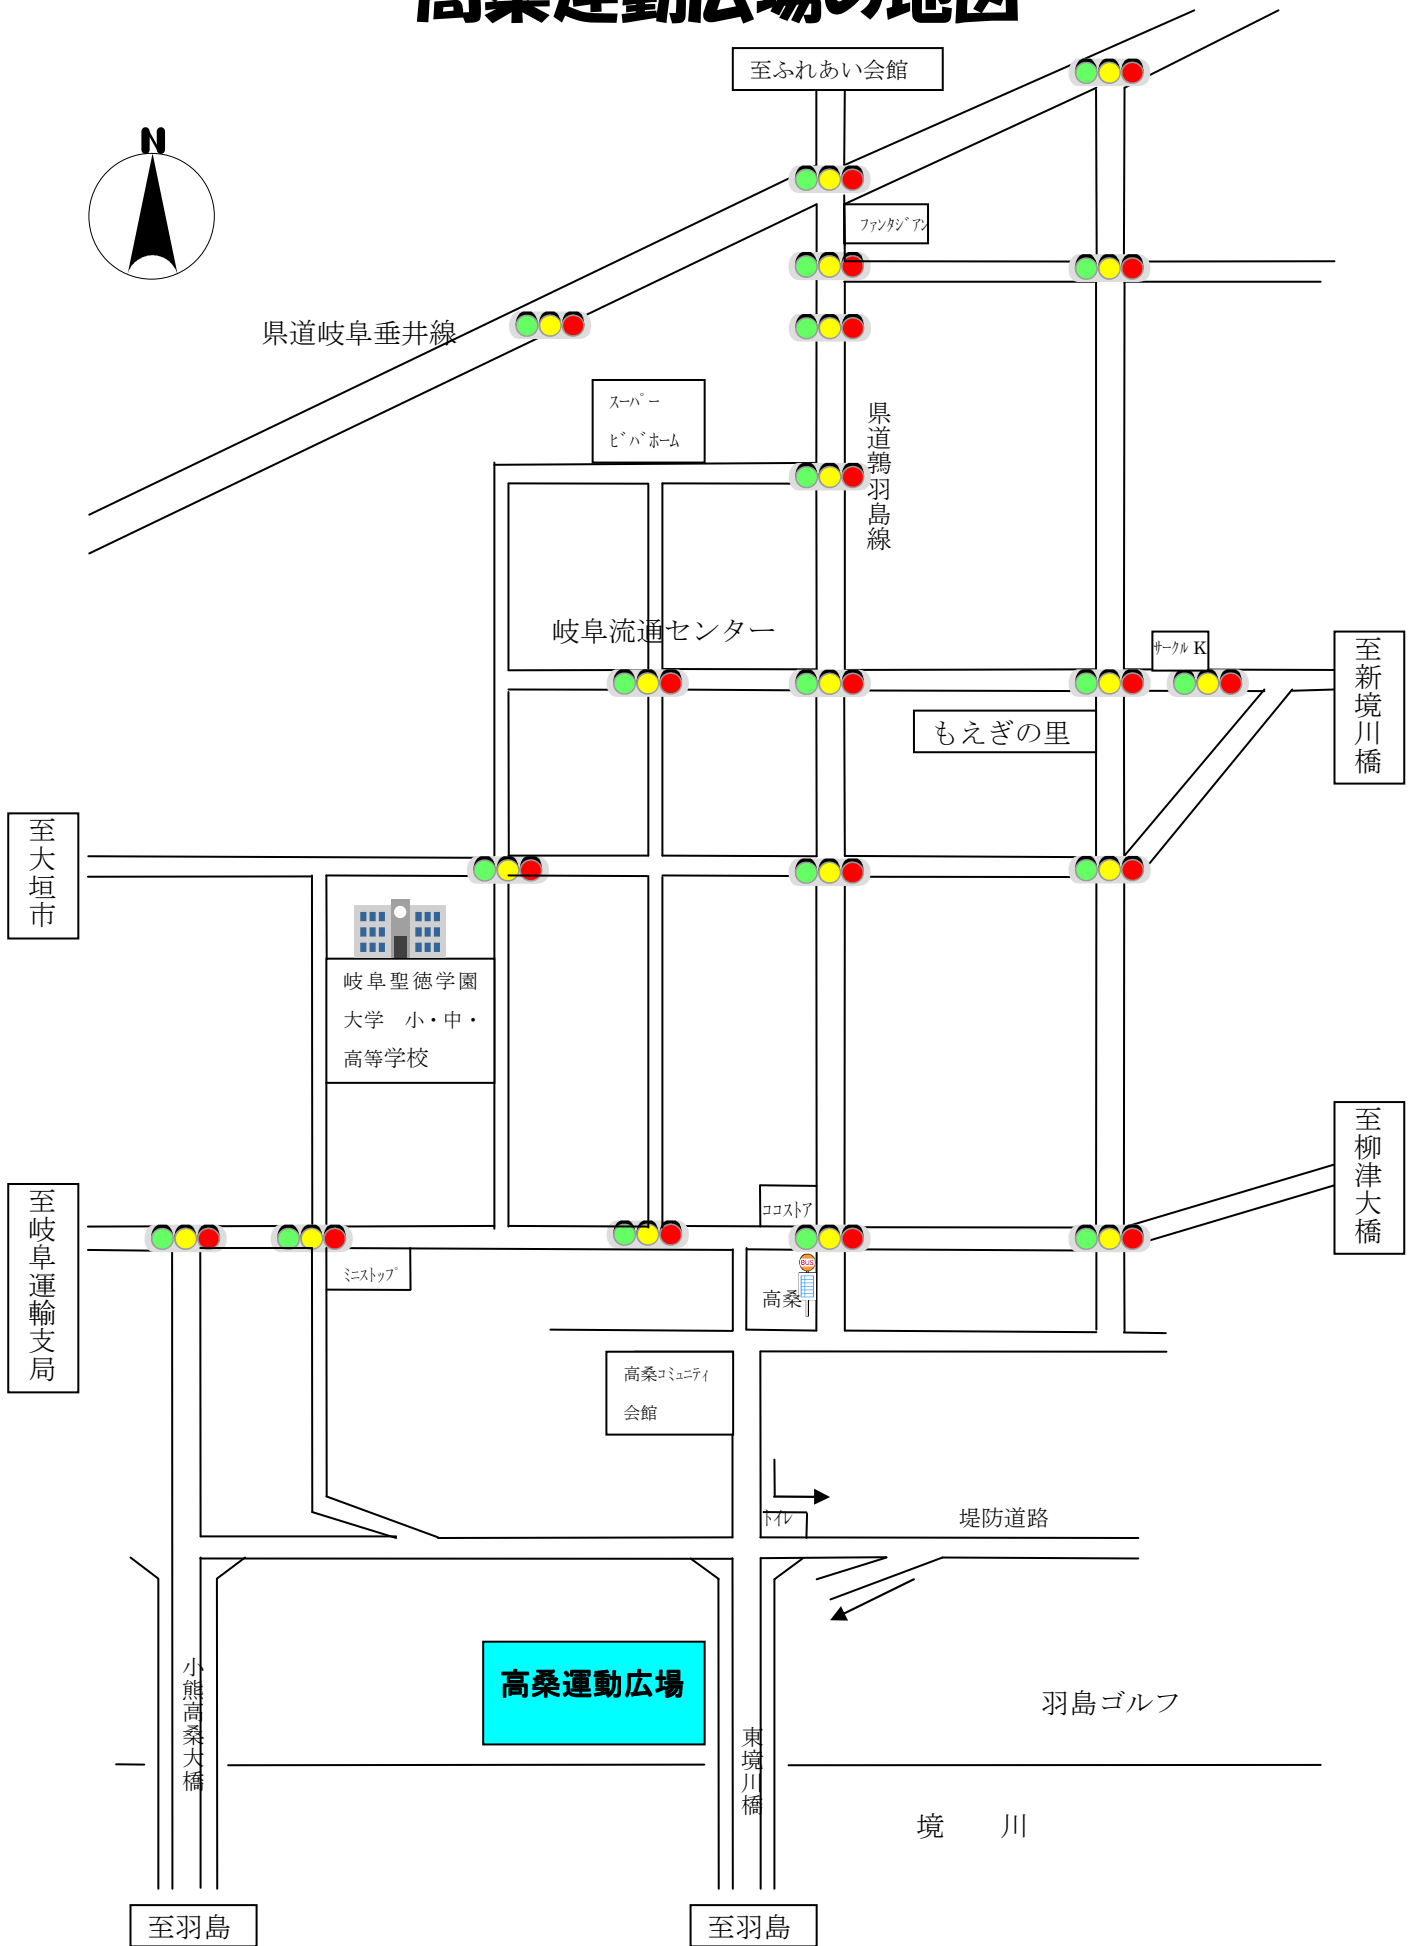 高桑運動広場の地図
至ふれあい会館
N
ファンタジアン
県道岐阜垂井線
スーパー
ビバホーム
県道鶉羽島線
岐阜流通センター
サークル K
至新境川橋
もえぎの里
至大垣市
岐阜聖徳学園
大学 小・中・
高等学校
至柳津大橋
至岐阜運輸支局
ココストア
BUS
ミニストップ
高桑
高桑コミュニティ
会館
トイレ
堤防道路
高桑運動広場
小熊高桑大橋
東境川橋
羽島ゴルフ
境 川
至羽島
至羽島